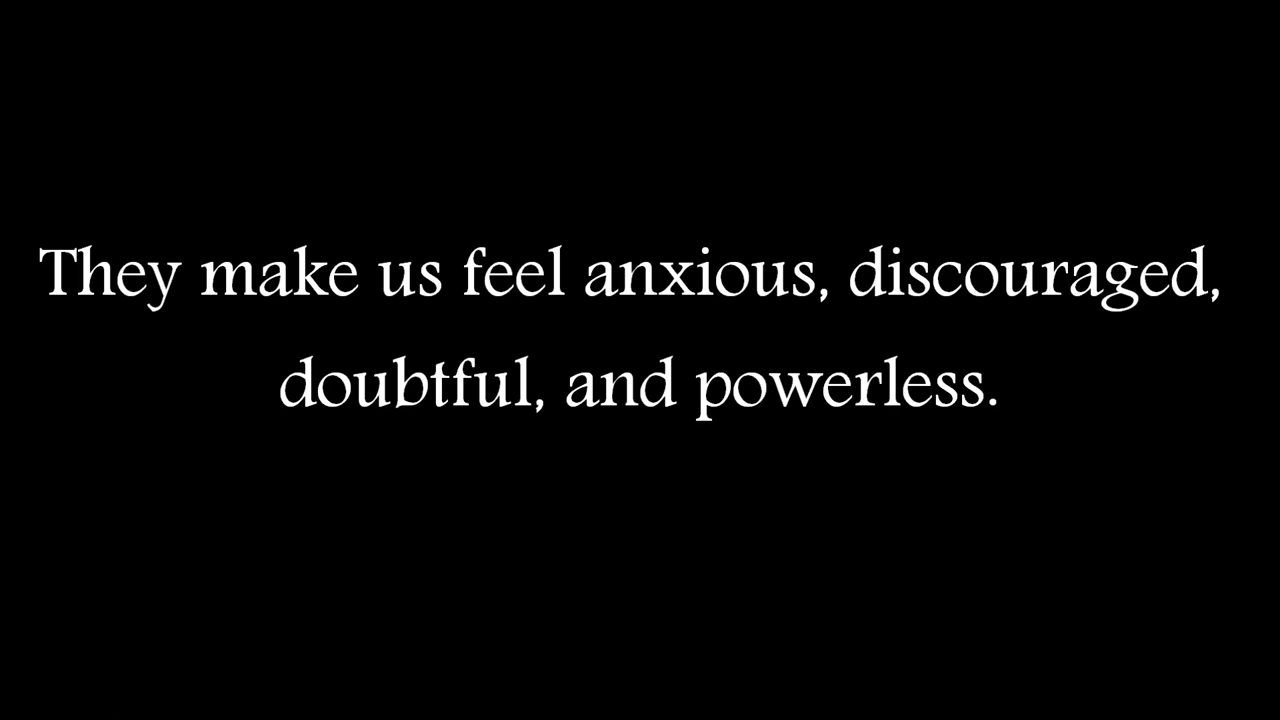 They make us feel anxious, discouraged,
doubtful, and powerless.